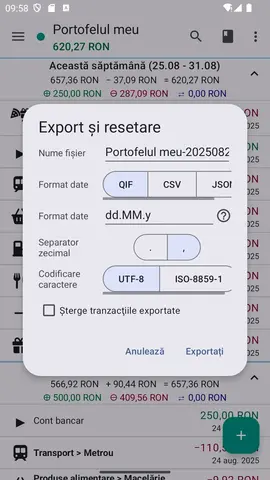 09:58
Portofelul meu
620,27 RON
Această săptămână (25.08 - 31.08)
657,36 RON - 37,09 RON = 620,27 RON
250,00 RON 287,09 RON 0,00 RON
Export și resetare
Nume fișier Portofelul meu-2025082
Format date QIF CSV JSON
Format date dd.MM.y
Separator zecimal . ,
Codificare caractere UTF-8 ISO-8859-1
Șterge tranzacțiile exportate
Anulează Exportați
566,92 RON + 90,44 RON = 657,36 RON
500,00 RON 409,56 RON 0,00 RON
Cont bancar 250,00 RON
24
Transport > Metrou -110,
24 aug. 2025
Produse alimentare > Măcelărie